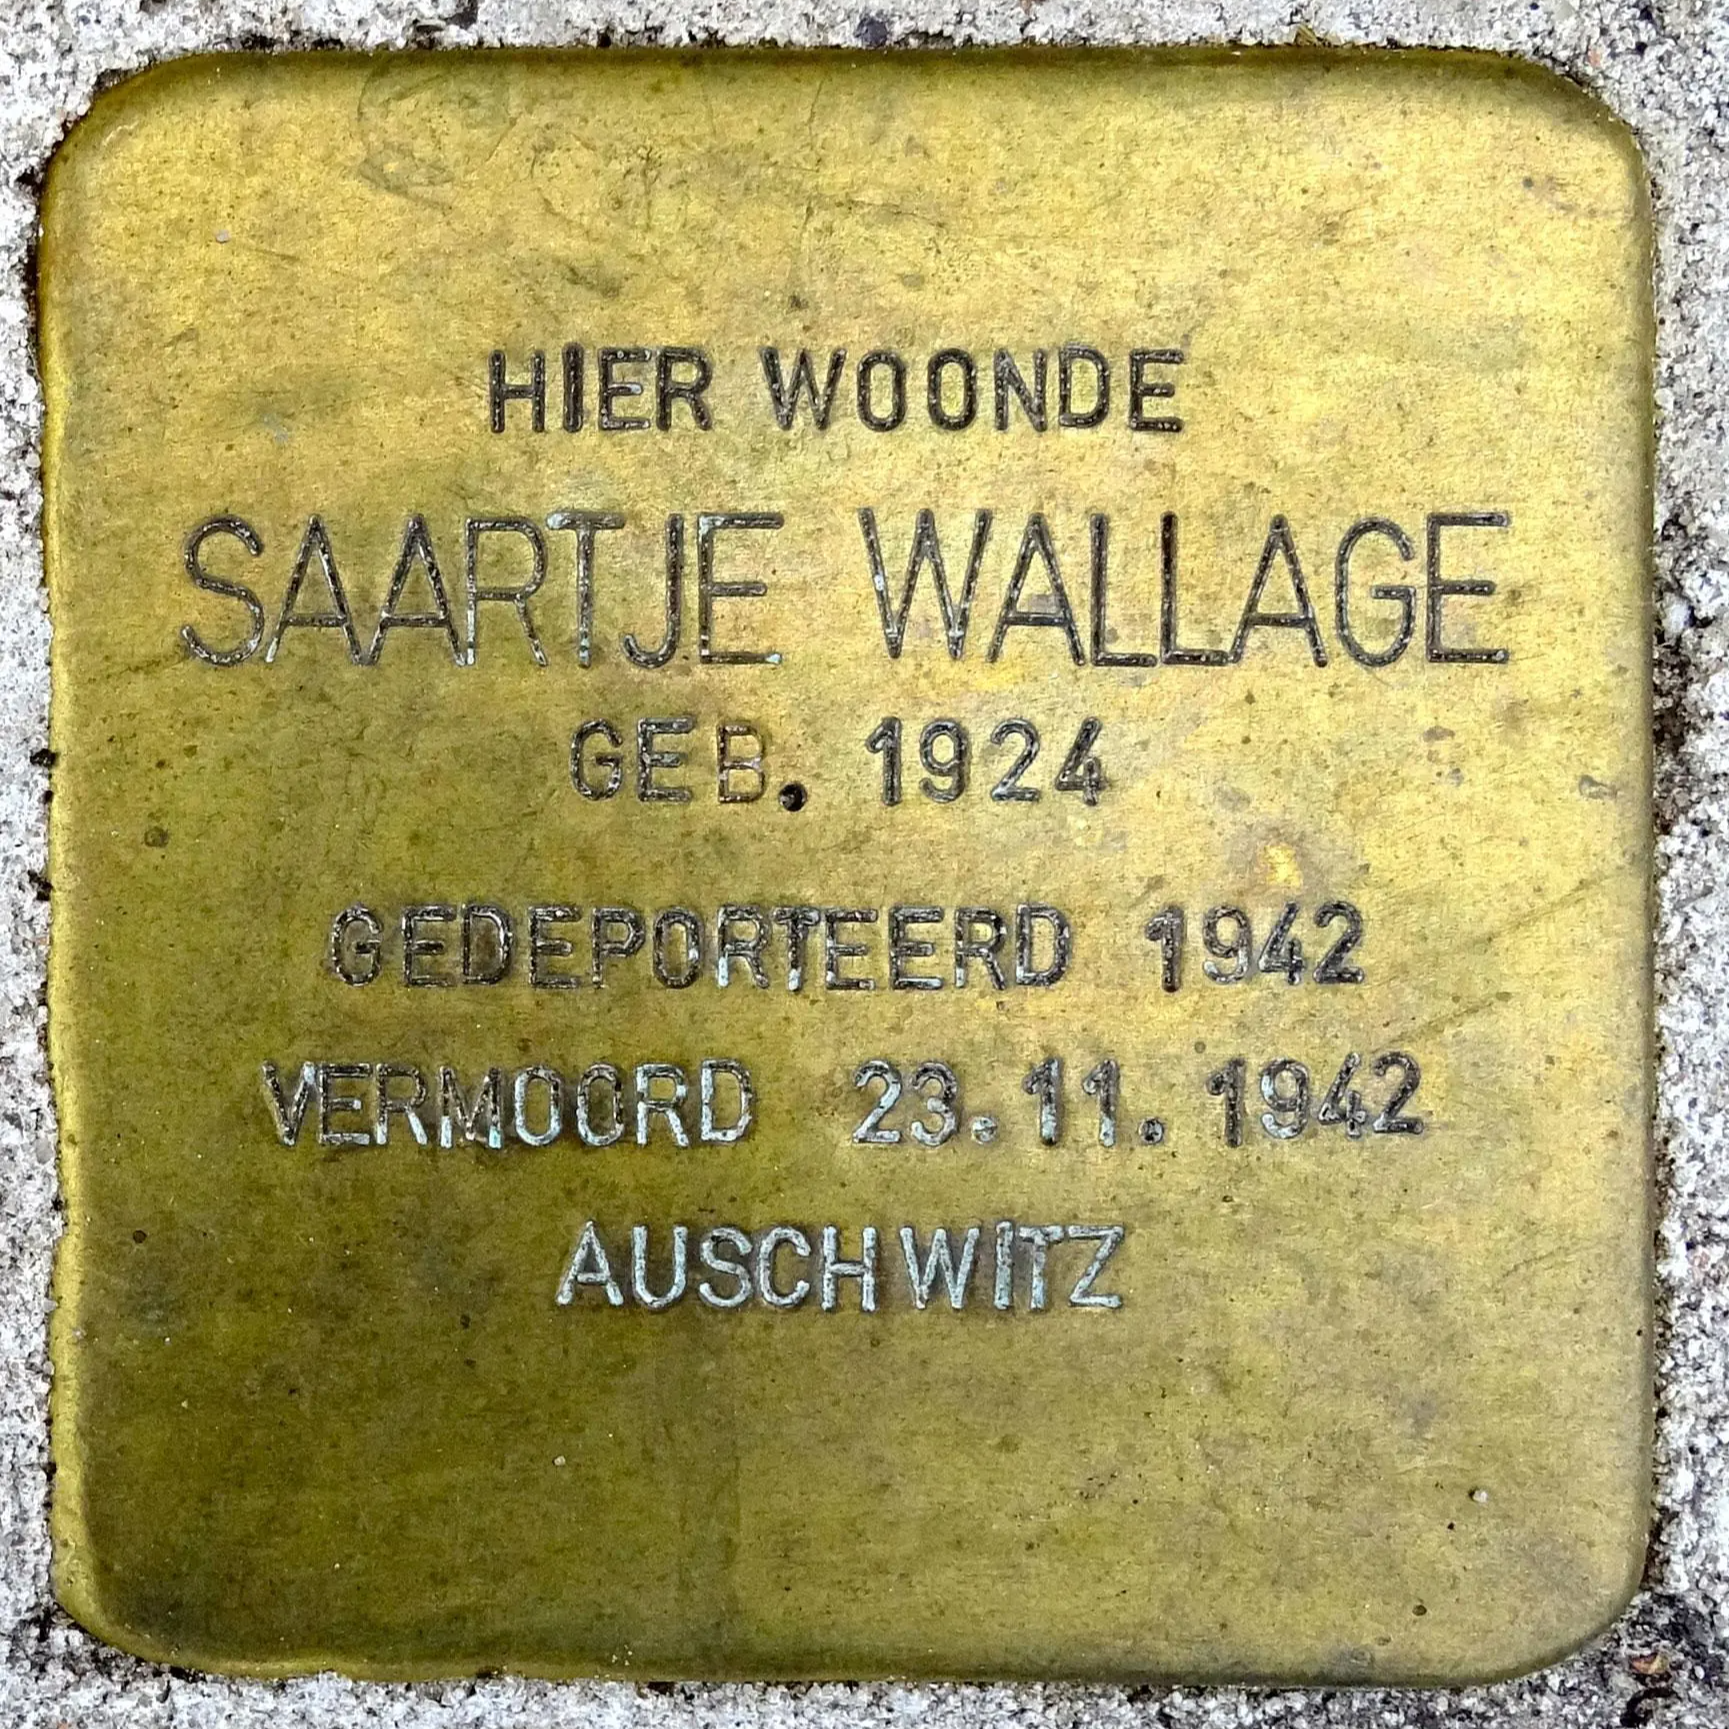 HIER WOONDE
SAARTJE WALLAGE
GEB. 1924
GEDEPORTEERD 1942
VERMOORD 23.11.1942
AUSCHWITZ